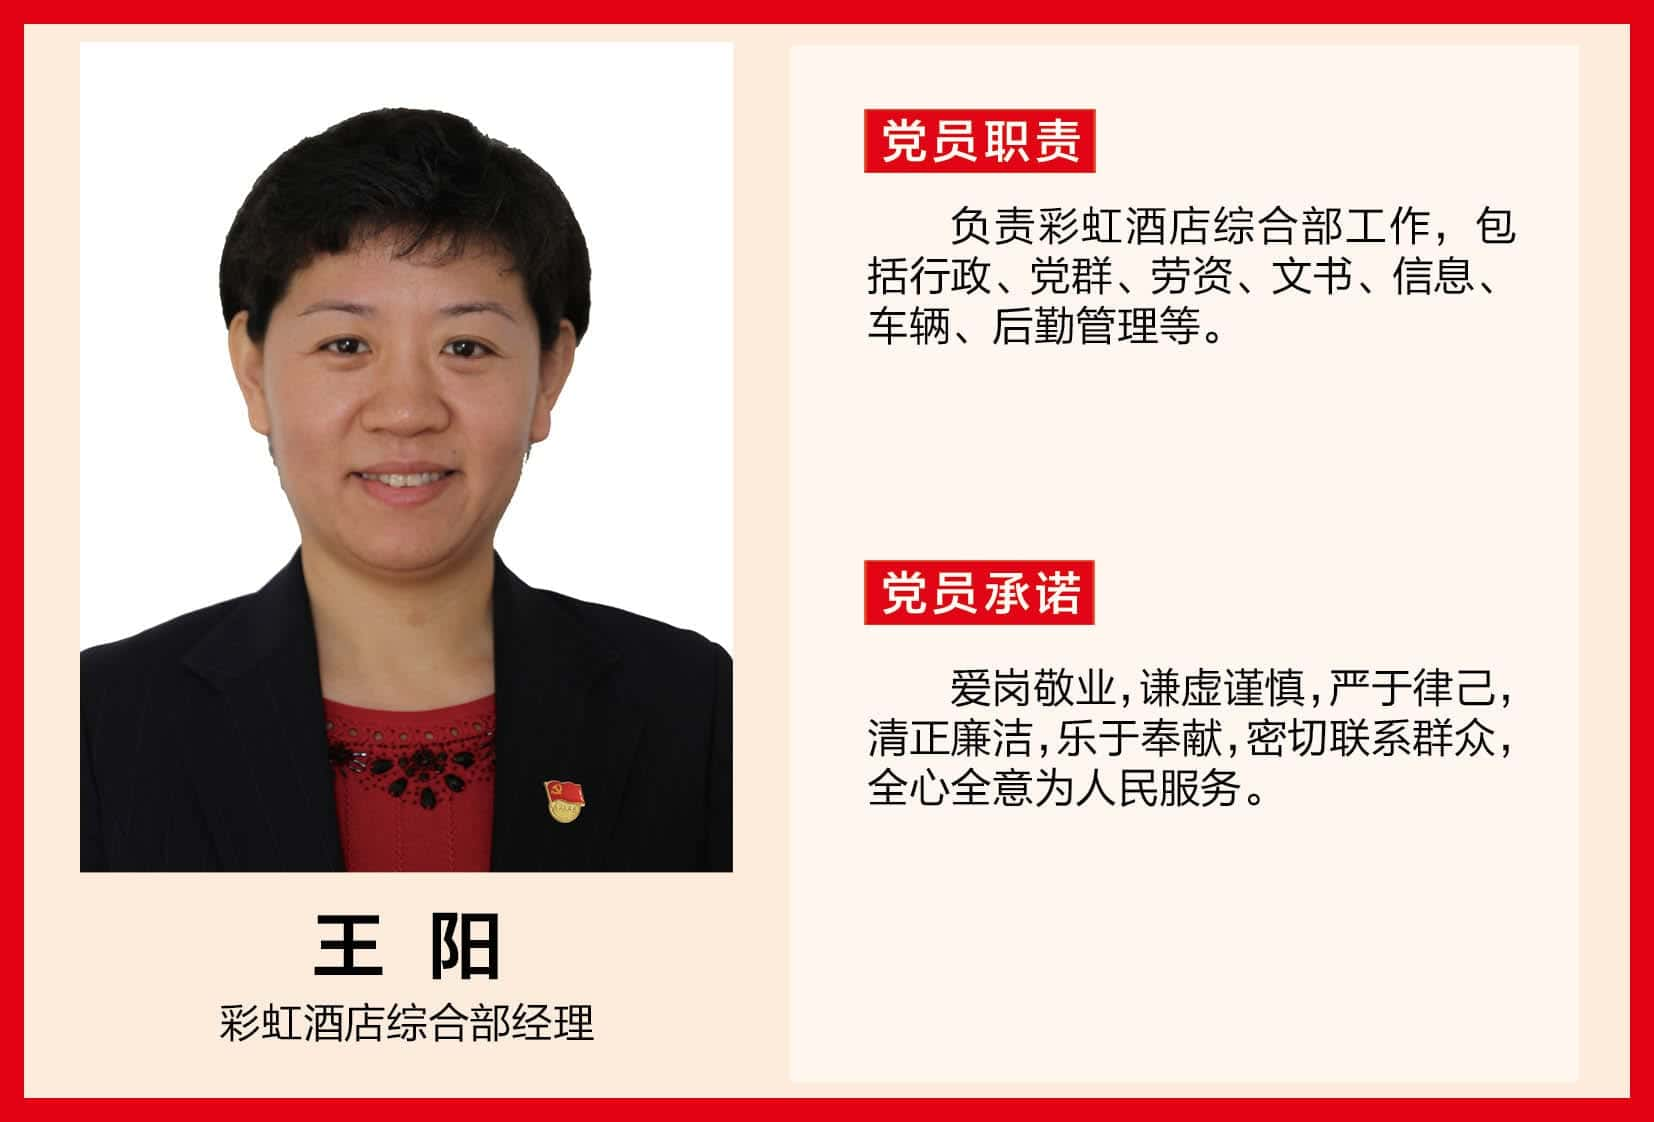 党员职责
负责彩虹酒店综合部工作，包
括行政、党群、劳资、文书、信息、
车辆、后勤管理等。
党员承诺
爱岗敬业，谦虚谨慎，严于律己，
清正廉洁，乐于奉献，密切联系群众，
全心全意为人民服务。
王 阳
彩虹酒店综合部经理